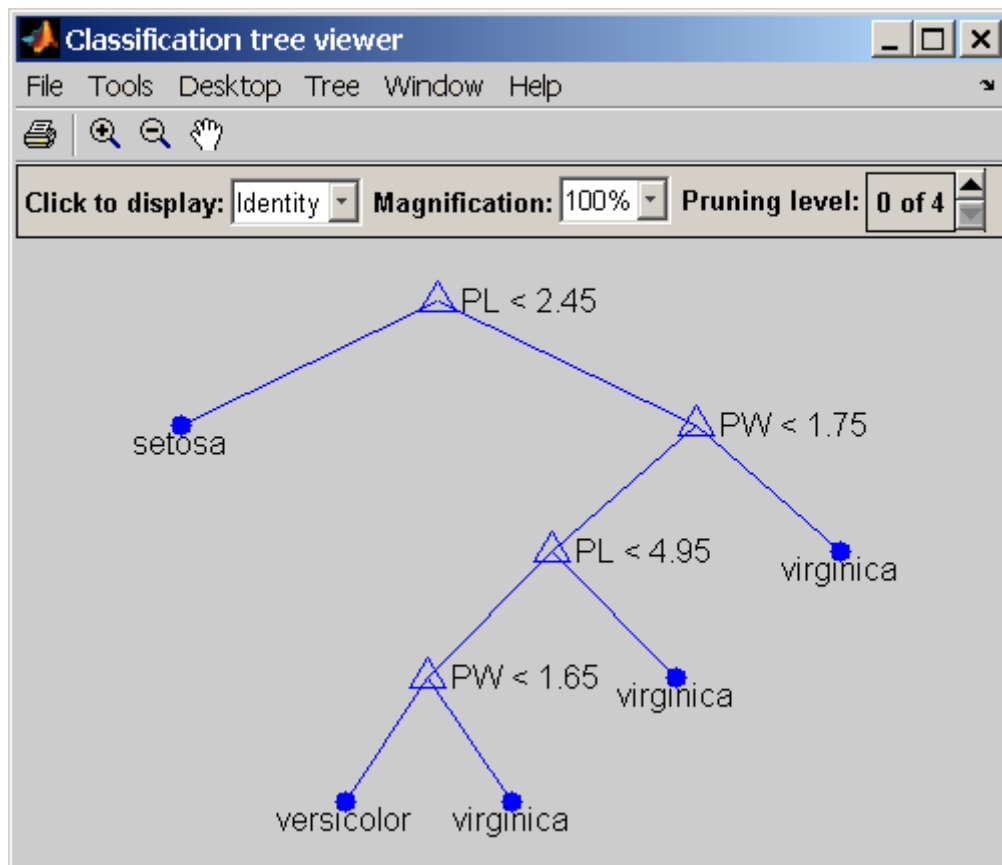 Classification tree viewer
File Tools Desktop Tree Window Help
Click to display: Identity Magnification: 100% Pruning level: 0 of 4
PL < 2.45
setosa
PW < 1.75
PL < 4.95
virginica
PW < 1.65
virginica
versicolor virginica